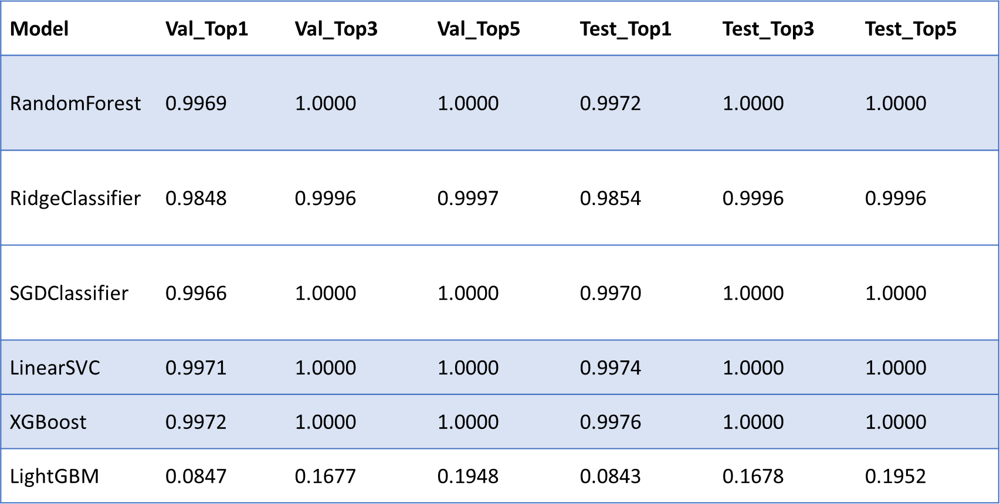 Model Val_Top1 Val_Top3 Val_Top5 Test_Top1 Test_Top3 Test_Top5
RandomForest 0.9969 1.0000 1.0000 0.9972 1.0000 1.0000
RidgeClassifier 0.9848 0.9996 0.9997 0.9854 0.9996 0.9996
SGDClassifier 0.9966 1.0000 1.0000 0.9970 1.0000 1.0000
LinearSVC 0.9971 1.0000 1.0000 0.9974 1.0000 1.0000
XGBoost 0.9972 1.0000 1.0000 0.9976 1.0000 1.0000
LightGBM 0.0847 0.1677 0.1948 0.0843 0.1678 0.1952